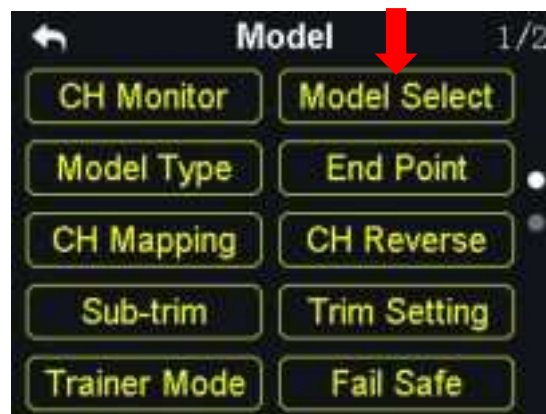 Model 1/2
CH Monitor Model Select
Model Type End Point
CH Mapping CH Reverse
Sub-trim Trim Setting
Trainer Mode Fail Safe